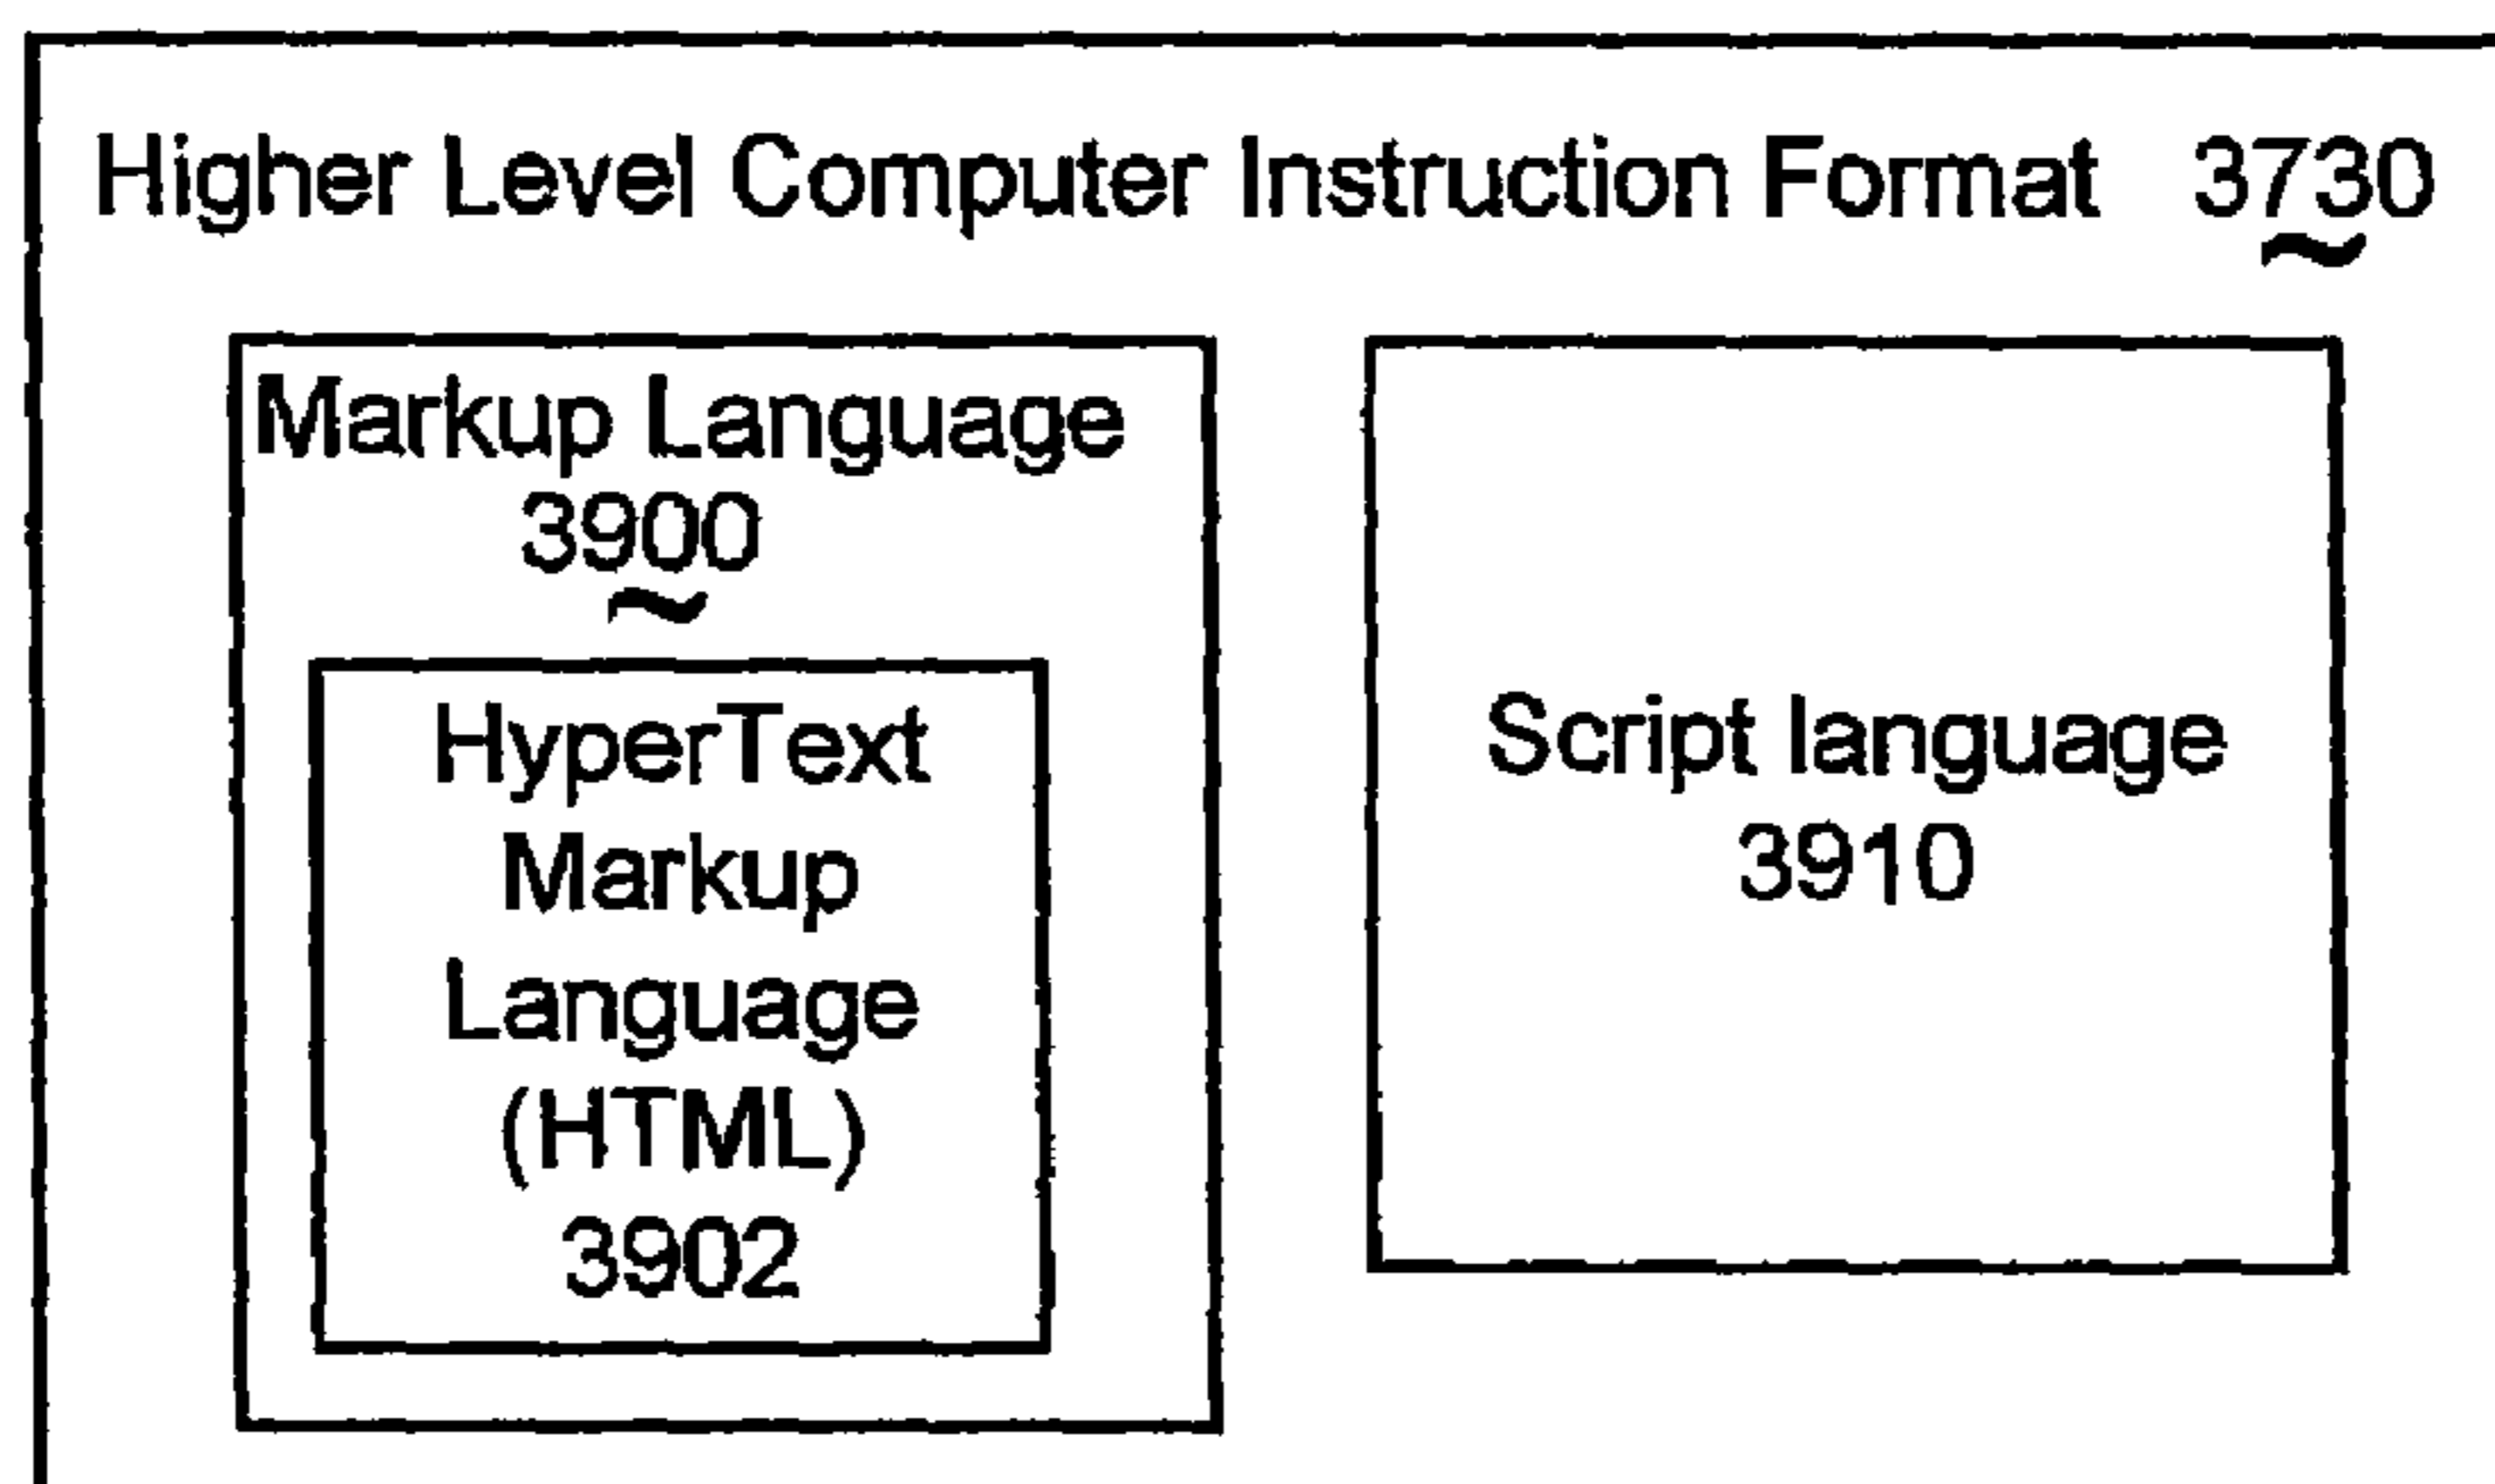 Higher Level Computer Instruction Format 3730
Markup Language
3900
HyperText
Markup
Language
(HTML)
3902
Script language
3910